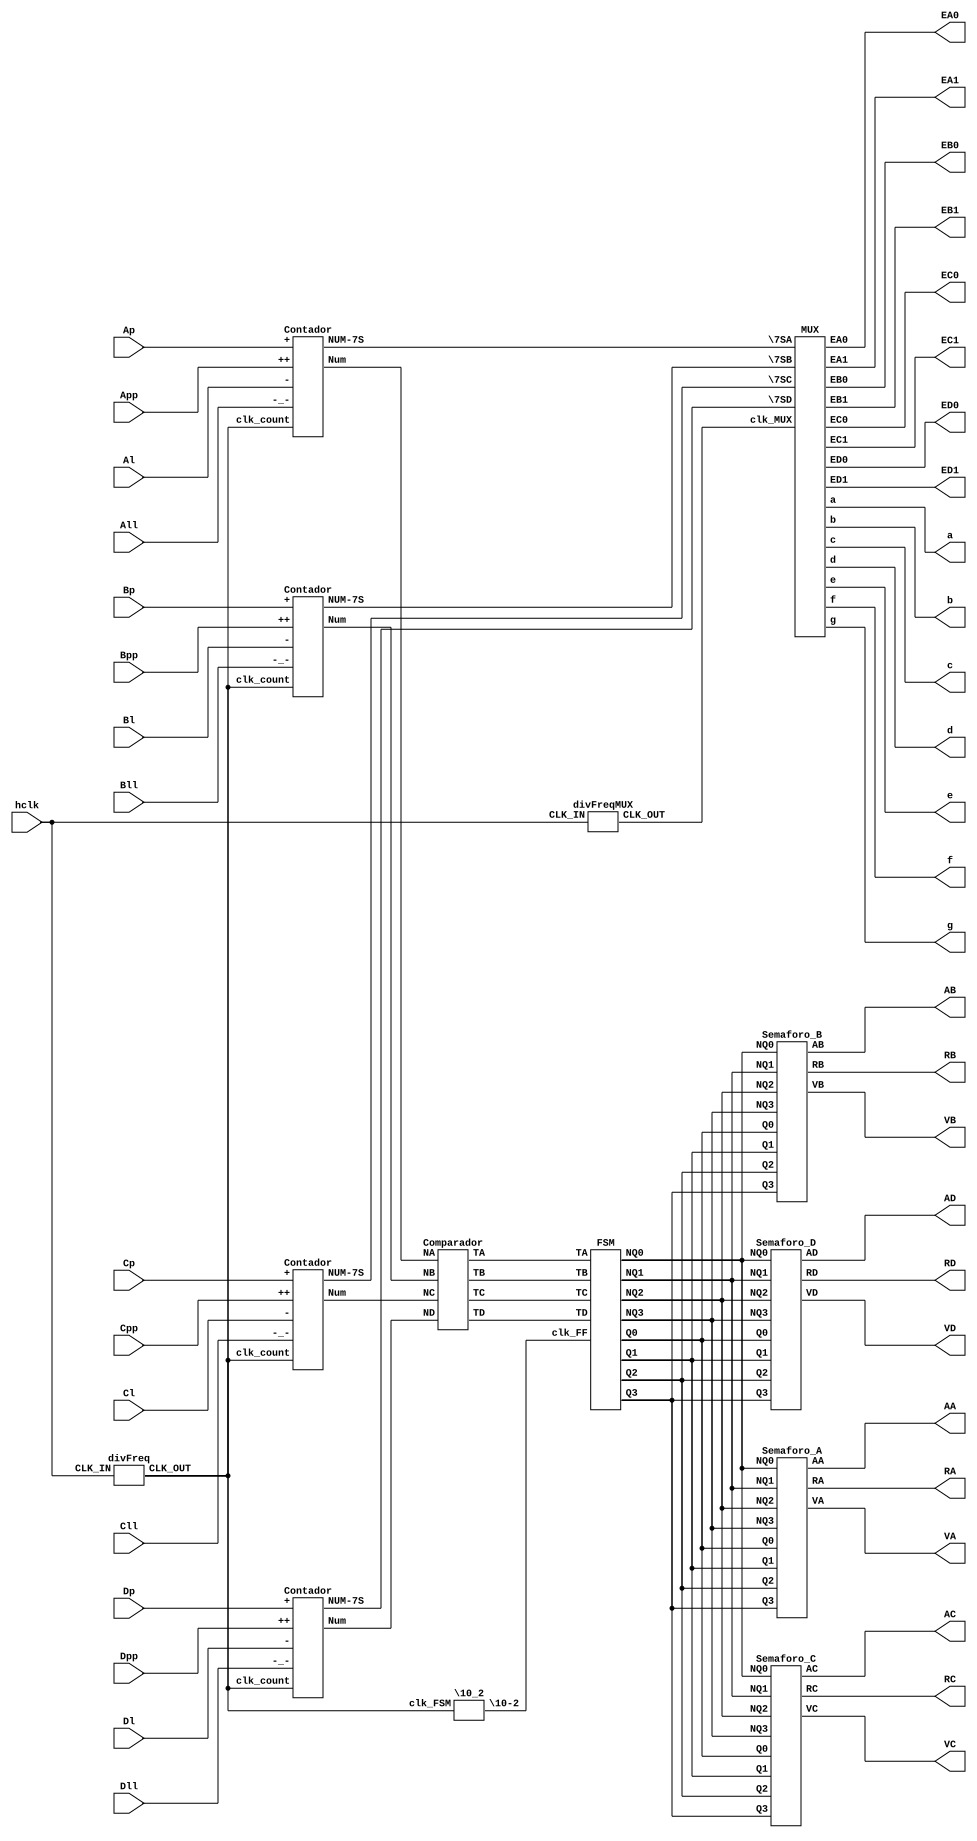 EA0
EA1
EB0
EB1
EC0
EC1
Ap
Contador
+
NUM-7S
MUX
\7SA
EA0
App
++
Num
\7SB
EA1
-
\7SC
EB0
-_-
\7SD
EB1
Al
clk_count
clk_MUX
EC0
EC1
ED0
ED0
All
ED1
ED1
a
b
a
c
d
b
Bp
Contador
+
NUM-7S
e
Bpp
++
Num
f
c
-
g
-_-
d
Bl
clk_count
e
Bll
f
hclk
divFreqMUX
CLK_IN
CLK_OUT
g
AB
Semaforo_B
NQ0
AB
NQ1
RB
RB
NQ2
VB
NQ3
Q0
VB
Q1
Q2
Q3
AD
Cp
Contador
+
NUM-7S
Comparador
NA
TA
FSM
TA
NQ0
Semaforo_D
NQ0
AD
RD
Cpp
++
Num
NB
TB
TB
NQ1
NQ1
RD
-
NC
TC
TC
NQ2
NQ2
VD
-_-
ND
TD
TD
NQ3
NQ3
VD
Cl
clk_count
clk_FF
Q0
Q0
Q1
Q1
Q2
Q2
Q3
Q3
AA
divFreq
CLK_IN
CLK_OUT
Semaforo_A
NQ0
AA
NQ1
RA
RA
NQ2
VA
Cll
NQ3
Q0
VA
Q1
Q2
Dp
Contador
+
NUM-7S
Q3
Dpp
++
Num
AC
-
Semaforo_C
NQ0
AC
-_-
NQ1
RC
RC
Dl
clk_count
\10_2
clk_FSM
\10-2
NQ2
VC
NQ3
Dll
Q0
VC
Q1
Q2
Q3